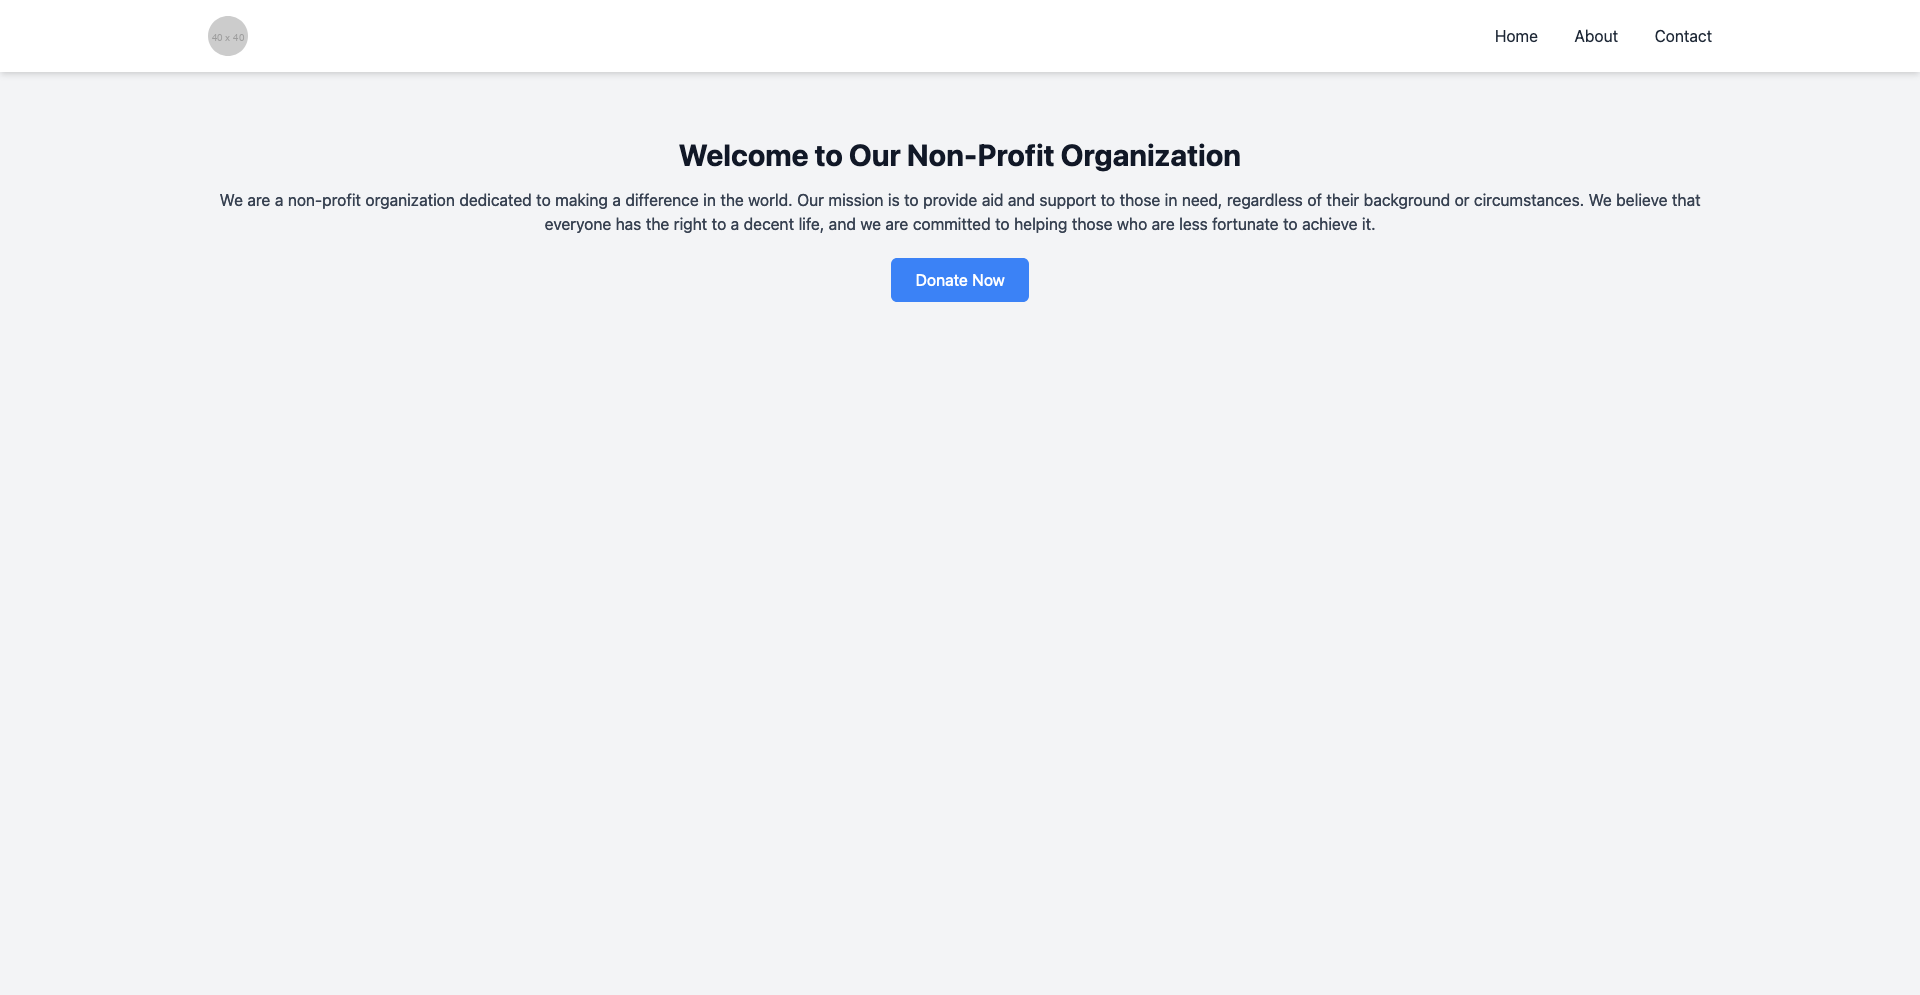 40 x 40
Home
About
Contact
Welcome to Our Non-Profit Organization
We are a non-profit organization dedicated to making a difference in the world. Our mission is to provide aid and support to those in need, regardless of their background or circumstances. We believe that
everyone has the right to a decent life, and we are committed to helping those who are less fortunate to achieve it.
Donate Now